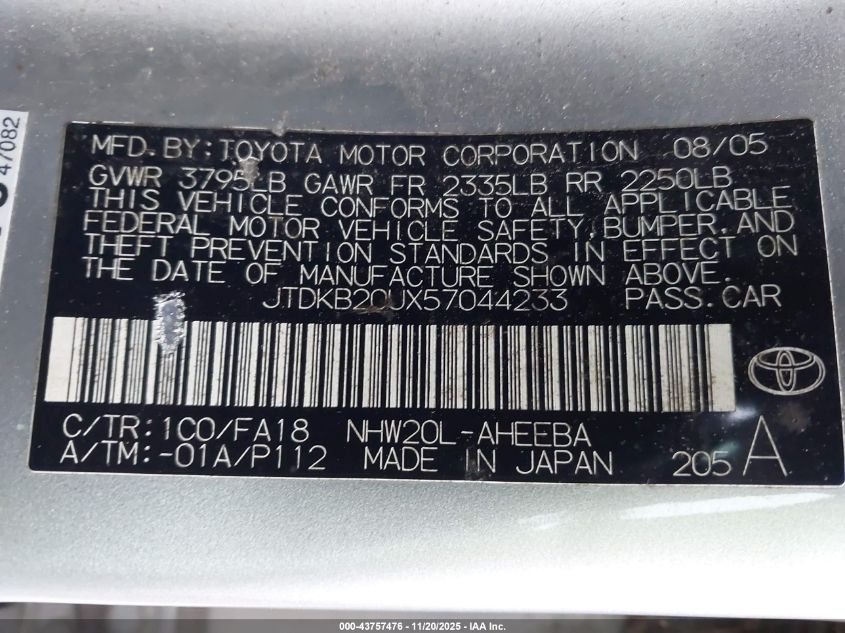 47082
MFD.BY:TOYOTA MOTOR CORPORATION 08/05
GVWR 3795LB GAWR FR 2335LB RR 2250LB
THIS VEHICLE CONFORMS TO ALL APPLICABLE
FEDERAL MOTOR VEHICLE SAFETY,BUMPER,AND
THEFT PREVENTION STANDARDS IN EFFECT ON
THE DATE OF MANUFACTURE SHOWN ABOVE.
JTDKB20UX57044233 PASS.CAR
C/TR:1C0/FA18 NHW20L-AHEEBA
A/TM:-01A/P112 MADE IN JAPAN 205 A
000-43757476 - 11/20/2025 - IAA Inc.